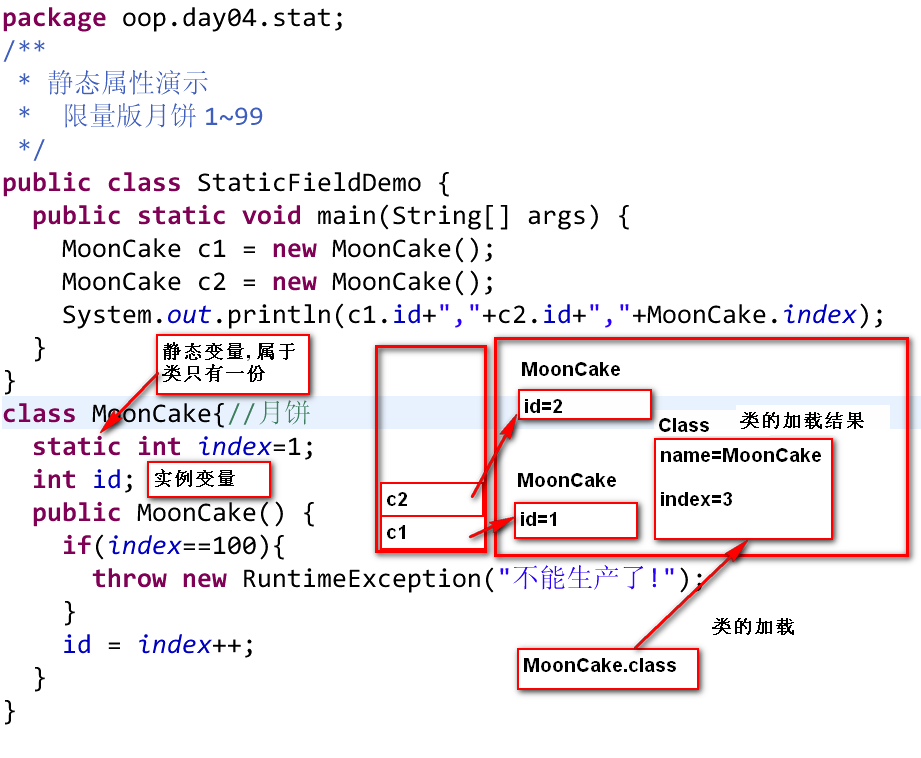 package oop.day04.stat;
/**
 * 静态属性演示
 *  限量版月饼 1~99
 */
public class StaticFieldDemo {
  public static void main(String[] args) {
    MoonCake c1 = new MoonCake();
    MoonCake c2 = new MoonCake();
    System.out.println(c1.id+","+c2.id+","+MoonCake.index);
  }
}
class MoonCake{//月饼
  static int index=1;
  int id;
  public MoonCake() {
    if(index==100){
      throw new RuntimeException("不能生产了!");
    }
    id = index++;
  }
}
静态变量,属于
类只有一份
实例变量
c2
c1
MoonCake
id=2
MoonCake
id=1
Class 类的加载结果
name=MoonCake
index=3
类的加载
MoonCake.class